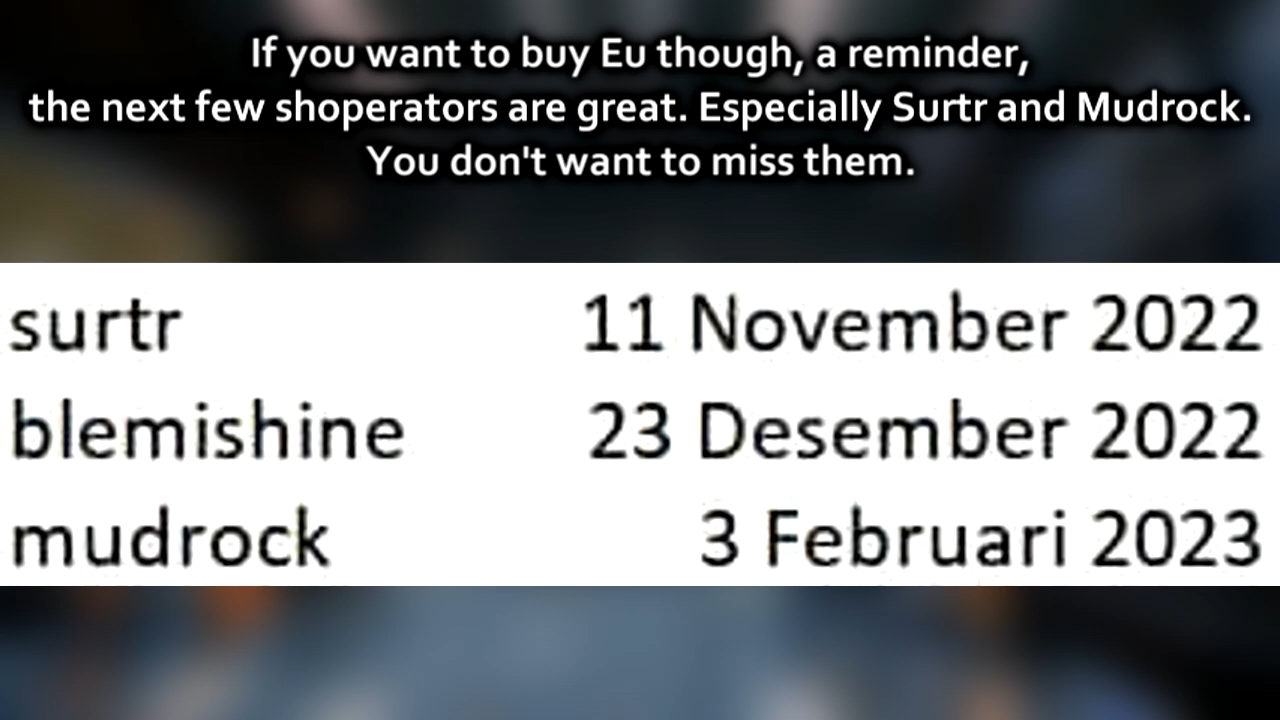 If you want to buy Eu though, a reminder,
the next few shoperators are great. Especially Surtr and Mudrock.
You don't want to miss them.
surtr 11 November 2022
blemishine 23 Desember 2022
mudrock 3 Februari 2023